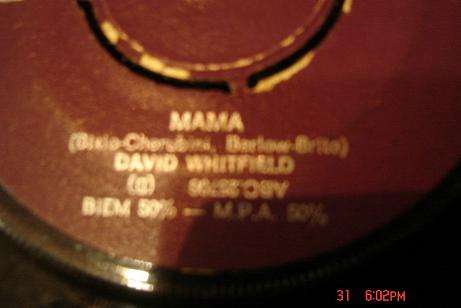 MAMA
(Bixio-Cherubini, Barlow-Brito)
DAVID WHITFIELD
BIEM 50% — M.P.A. 50%
31 6:02PM